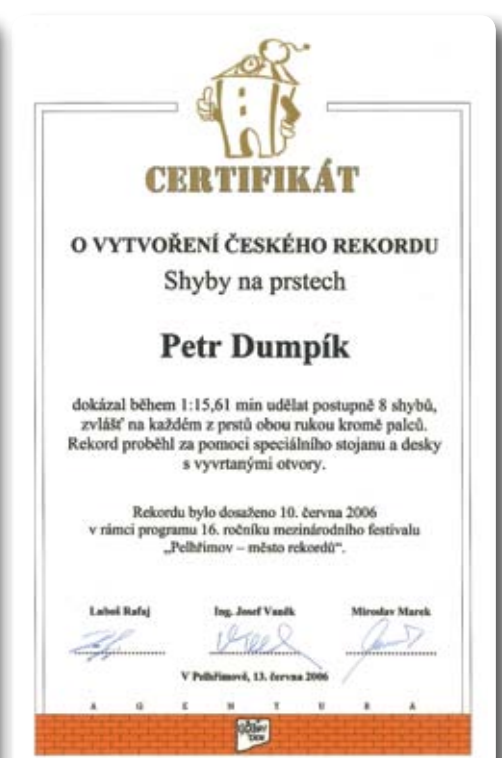 CERTIFIKÁT
O VYTVOŘENÍ ČESKÉHO REKORDU
Shyby na prstech
Petr Dumpík
dokázal během 1:15,61 min udělat postupně 8 shybů,
zvlášť na každém z prstů obou rukou kromě palců.
Rekord proběhl za pomoci speciálního stojanu a desky
s vyvrtanými otvory.
Rekordu bylo dosaženo 10. června 2006
v rámci programu 16. ročníku mezinárodního festivalu
„Pelhřimov – město rekordů“.
Luboš Rafaj Ing. Josef Vaněk Miroslav Marek
V Pelhřimově, 13. června 2006
A G E N T U R A
DOBRÝ DEN